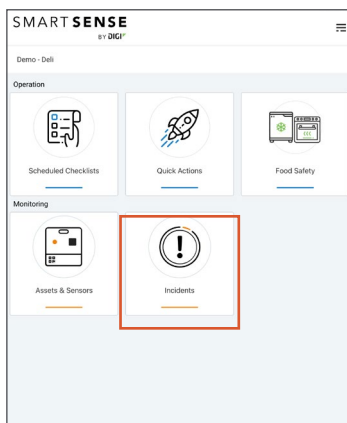 SMARTSENSE
BY DIGI
Demo - Deli
Operation
Scheduled Checklists
Quick Actions
Food Safety
Monitoring
Assets & Sensors
Incidents